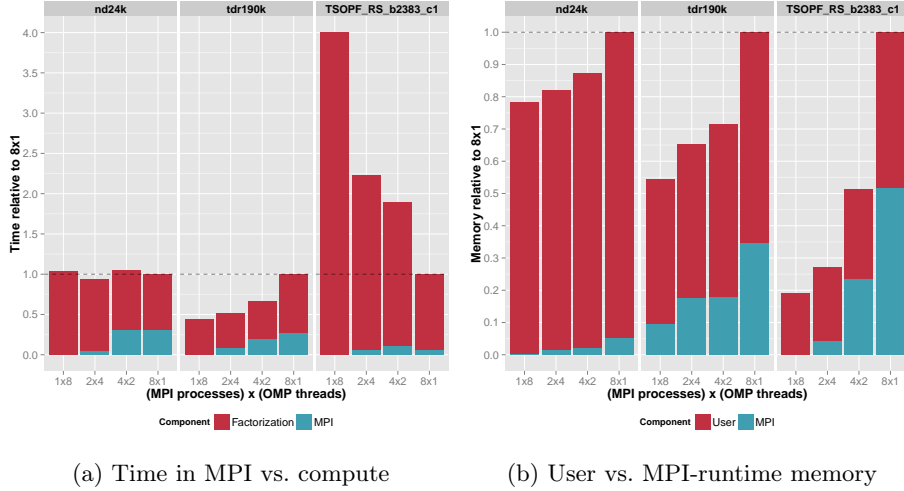 nd24k
tdr190k
TSOPF_RS_b2383_c1
4.0
3.5
3.0
2.5
2.0
1.5
1.0
0.5
0.0
Time relative to 8x1
1x8 2x4 4x2 8x1
1x8 2x4 4x2 8x1
1x8 2x4 4x2 8x1
(MPI processes) x (OMP threads)
Component Factorization MPI
(a) Time in MPI vs. compute
nd24k
tdr190k
TSOPF_RS_b2383_c1
1.0
0.9
0.8
0.7
0.6
0.5
0.4
0.3
0.2
0.1
0.0
Memory relative to 8x1
1x8 2x4 4x2 8x1
1x8 2x4 4x2 8x1
1x8 2x4 4x2 8x1
(MPI processes) x (OMP threads)
Component User MPI
(b) User vs. MPI-runtime memory